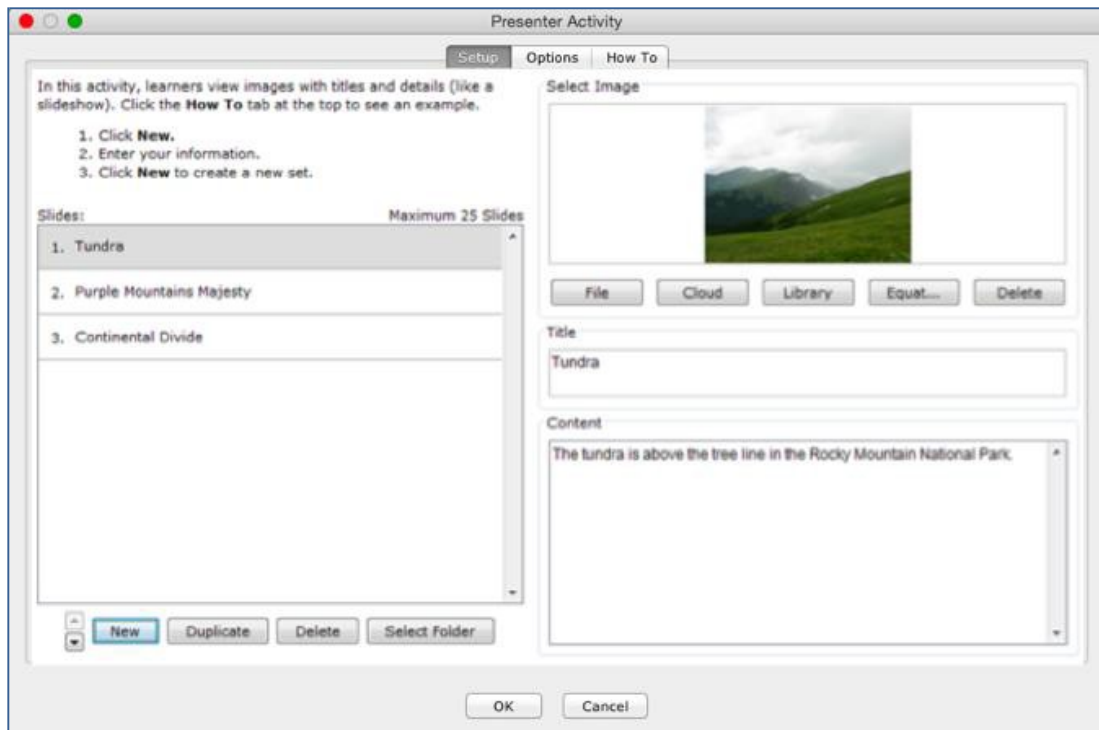 Presenter Activity
Setup Options How To
In this activity, learners view images with titles and details (like a
slideshow). Click the How To tab at the top to see an example.
1. Click New.
2. Enter your information.
3. Click New to create a new set.
Slides: Maximum 25 Slides
1. Tundra
2. Purple Mountains Majesty
3. Continental Divide
New Duplicate Delete Select Folder
Select Image
File Cloud Library Equat... Delete
Title
Tundra
Content
The tundra is above the tree line in the Rocky Mountain National Park.
OK Cancel